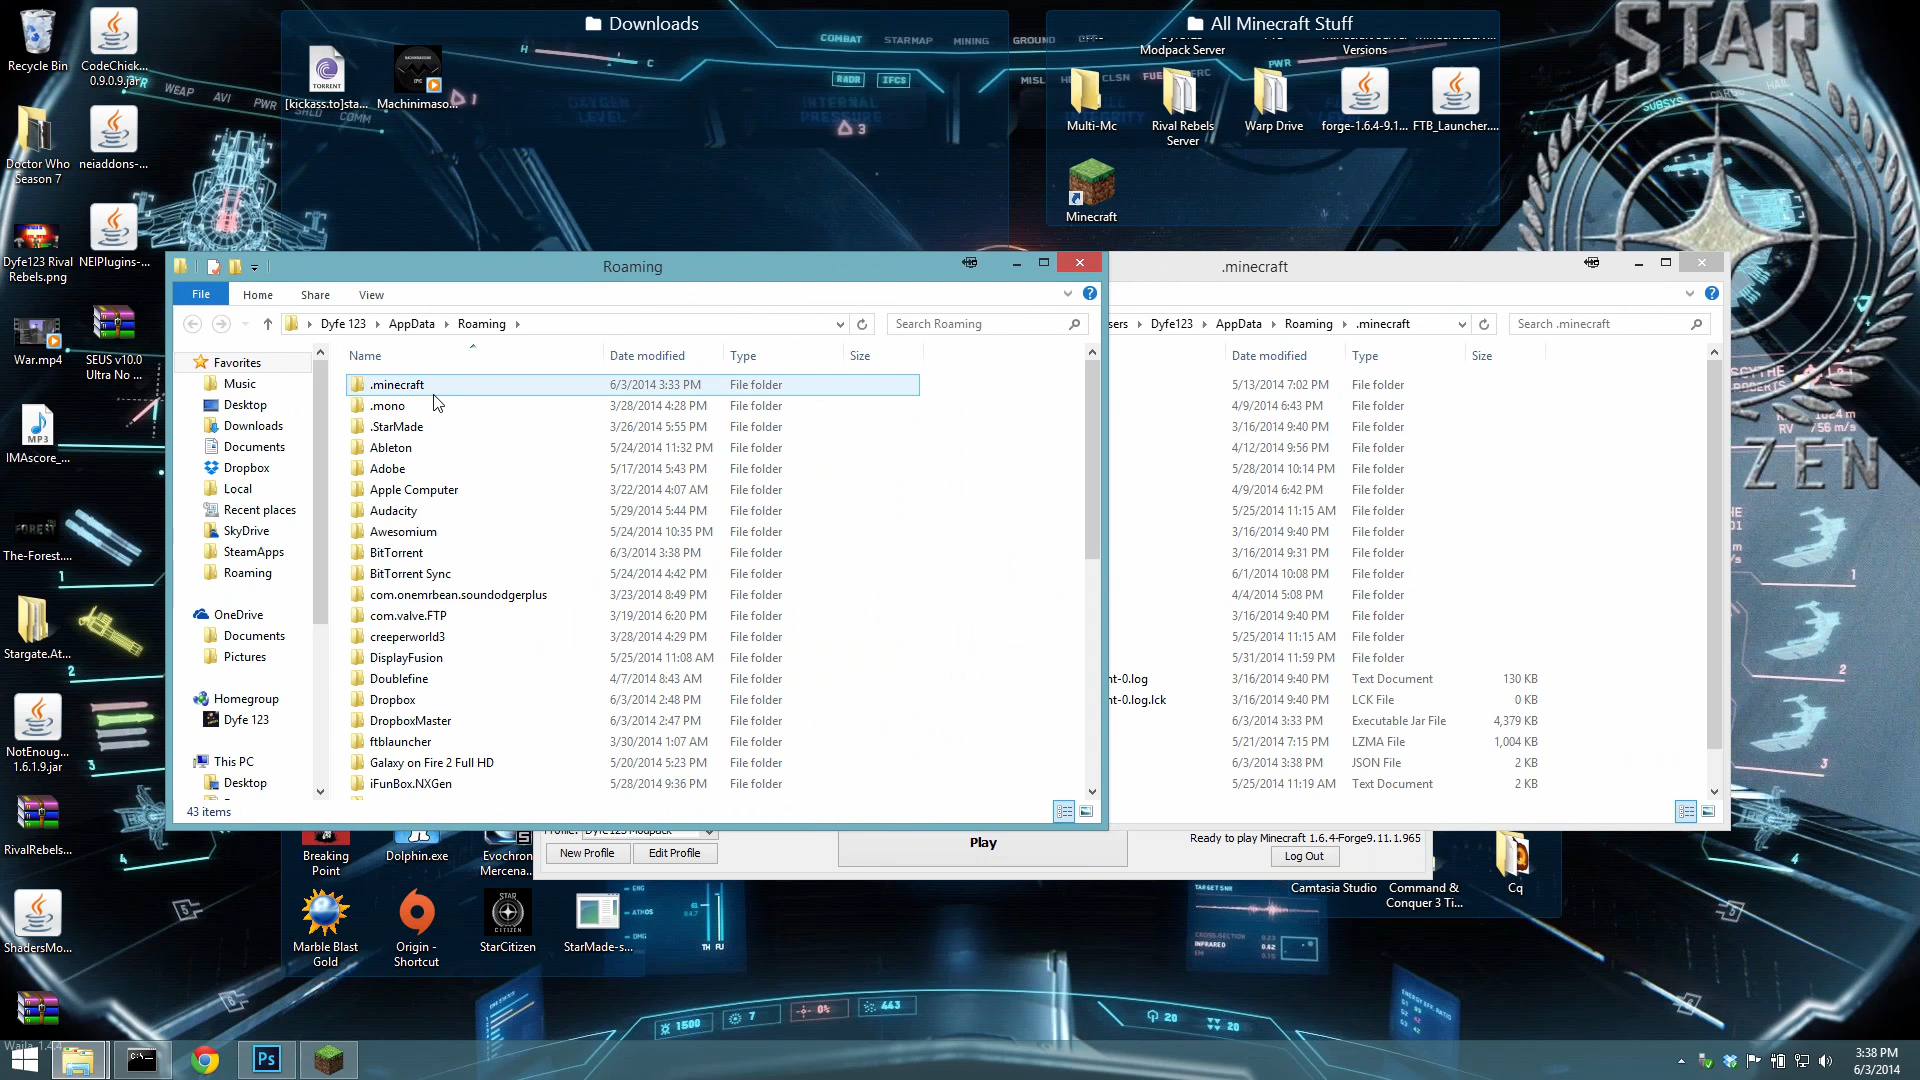 Recycle Bin
CodeChick...
0.9.0.9.jar
Doctor Who
Season 7
neiaddons-...
Dyfe123 Rival
Rebels.png
NEIPlugins-...
War.mp4
SEUS v10.0
Ultra No ...
IMAscore_...
The-Forest....
Stargate.At...
NotEnoug...
1.6.1.9.jar
RivalRebels...
ShadersMo...
Waila_1.4.4...
Downloads
TORRENT
[kickass.to]sta...
Machinimaso...
All Minecraft Stuff
Modpack Server
Versions
Multi-Mc
Rival Rebels
Server
Warp Drive
forge-1.6.4-9.1...
FTB_Launcher....
Minecraft
COMBAT
STARMAP
MINING
GROUND
RADR
IFCS
MISL
CLSN
PWR
WEAP
AVI
PWR
COMM
SUBSYS
STAR
ZEN
Roaming
File
Home
Share
View
Dyfe 123
AppData
Roaming
Search Roaming
Favorites
Music
Desktop
Downloads
Documents
Dropbox
Local
Recent places
SkyDrive
SteamApps
Roaming
OneDrive
Documents
Pictures
Homegroup
Dyfe 123
This PC
Desktop
Name Date modified Type Size
.minecraft 6/3/2014 3:33 PM File folder
.mono 3/28/2014 4:28 PM File folder
.StarMade 3/26/2014 5:55 PM File folder
Ableton 5/24/2014 11:32 PM File folder
Adobe 5/17/2014 5:43 PM File folder
Apple Computer 3/22/2014 4:07 AM File folder
Audacity 5/29/2014 5:44 PM File folder
Awesomium 5/24/2014 10:35 PM File folder
BitTorrent 6/3/2014 3:38 PM File folder
BitTorrent Sync 5/24/2014 4:42 PM File folder
com.onemrbean.soundodgerplus 3/23/2014 8:49 PM File folder
com.valve.FTP 3/19/2014 6:20 PM File folder
creeperworld3 3/28/2014 4:29 PM File folder
DisplayFusion 5/25/2014 11:08 AM File folder
Doublefine 4/7/2014 8:43 AM File folder
Dropbox 6/3/2014 2:48 PM File folder
DropboxMaster 6/3/2014 2:47 PM File folder
ftblauncher 3/30/2014 1:07 AM File folder
Galaxy on Fire 2 Full HD 5/20/2014 5:23 PM File folder
iFunBox.NXGen 5/28/2014 9:36 PM File folder
43 items
.minecraft
sers
Dyfe123
AppData
Roaming
.minecraft
Search .minecraft
Date modified Type Size
5/13/2014 7:02 PM File folder
4/9/2014 6:43 PM File folder
3/16/2014 9:40 PM File folder
4/12/2014 9:56 PM File folder
5/28/2014 10:14 PM File folder
4/9/2014 6:42 PM File folder
5/25/2014 11:15 AM File folder
3/16/2014 9:40 PM File folder
3/16/2014 9:31 PM File folder
6/1/2014 10:08 PM File folder
4/4/2014 5:08 PM File folder
3/16/2014 9:40 PM File folder
5/25/2014 11:15 AM File folder
5/31/2014 11:59 PM File folder
nt-0.log 3/16/2014 9:40 PM Text Document 130 KB
nt-0.log.lck 3/16/2014 9:40 PM LCK File 0 KB
6/3/2014 3:33 PM Executable Jar File 4,379 KB
5/21/2014 7:15 PM LZMA File 1,004 KB
6/3/2014 3:38 PM JSON File 2 KB
5/25/2014 11:19 AM Text Document 2 KB
New Profile
Edit Profile
Play
Ready to play Minecraft 1.6.4-Forge9.11.1.965
Log Out
Breaking
Point
Dolphin.exe
Evochron
Mercena...
Marble Blast
Gold
Origin -
Shortcut
StarCitizen
StarMade-s...
Camtasia Studio
Command &
Conquer 3 Ti...
Cq
TARGET SNR
CROSS-SECTION
INFRARED
1500
7
0%
443
20
20
3:38 PM
6/3/2014